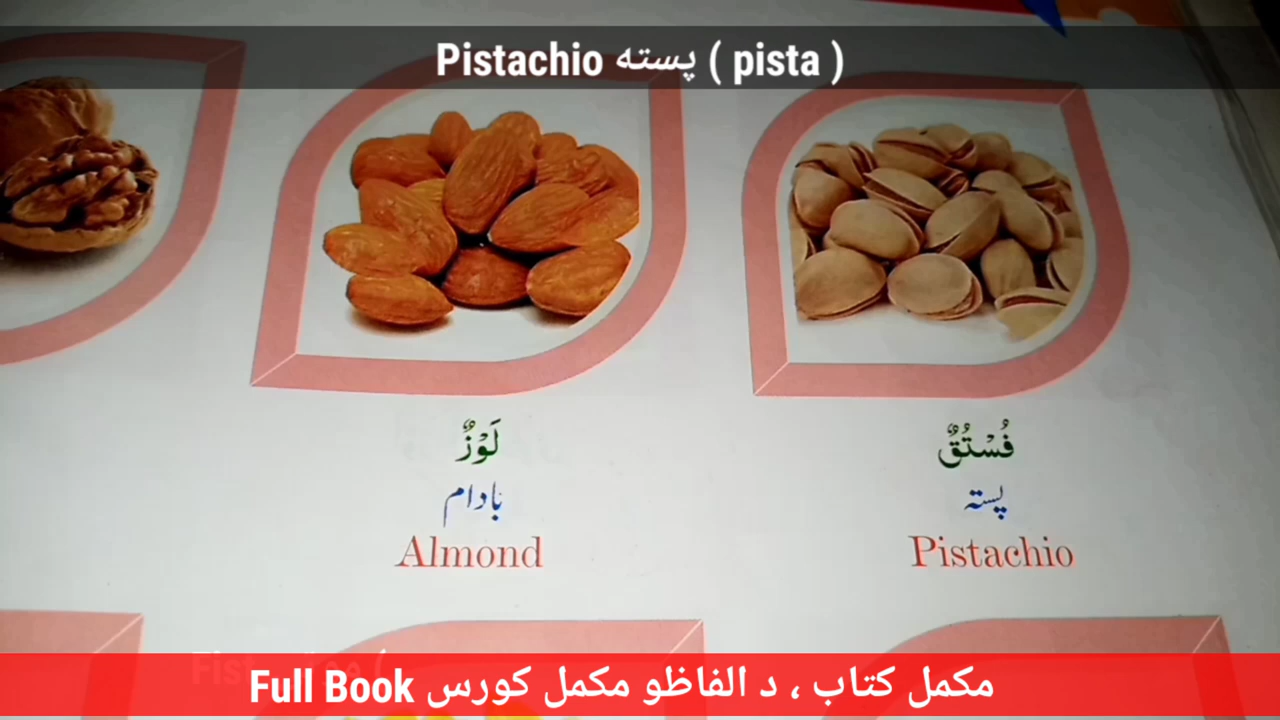 Pistachio پسته ( pista )
لَوْزٌ
بادام
Almond
فُسْتُقٌ
پستہ
Pistachio
Full Book مکمل کتاب ، د الفاظو مکمل کورس